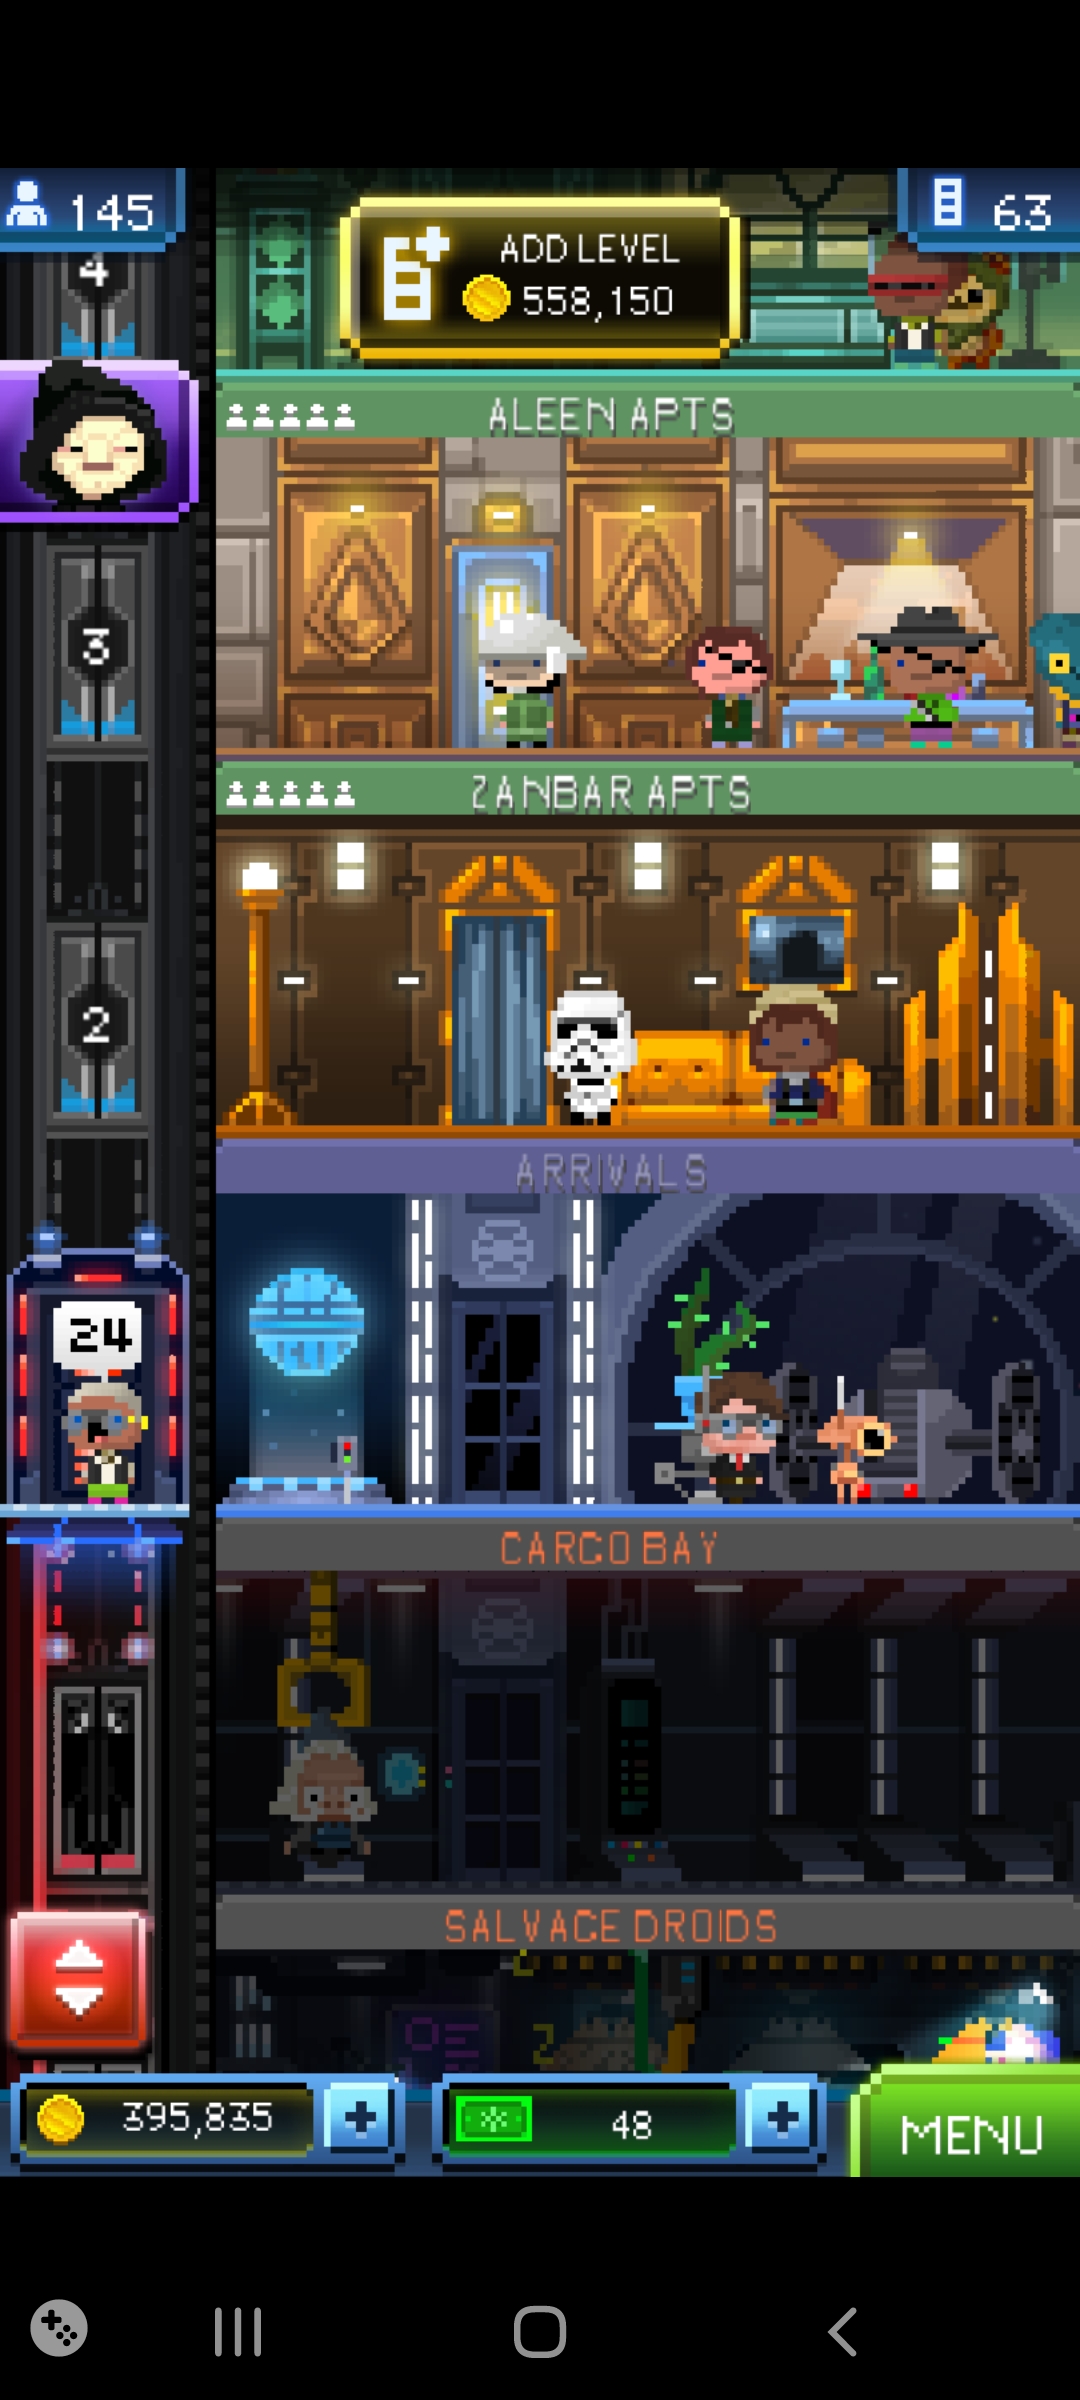 145
63
ADD LEVEL
558,150
4
ALEEN APTS
3
ZANBAR APTS
2
ARRIVALS
24
CARGO BAY
SALVAGE DROIDS
395,835
48
MENU